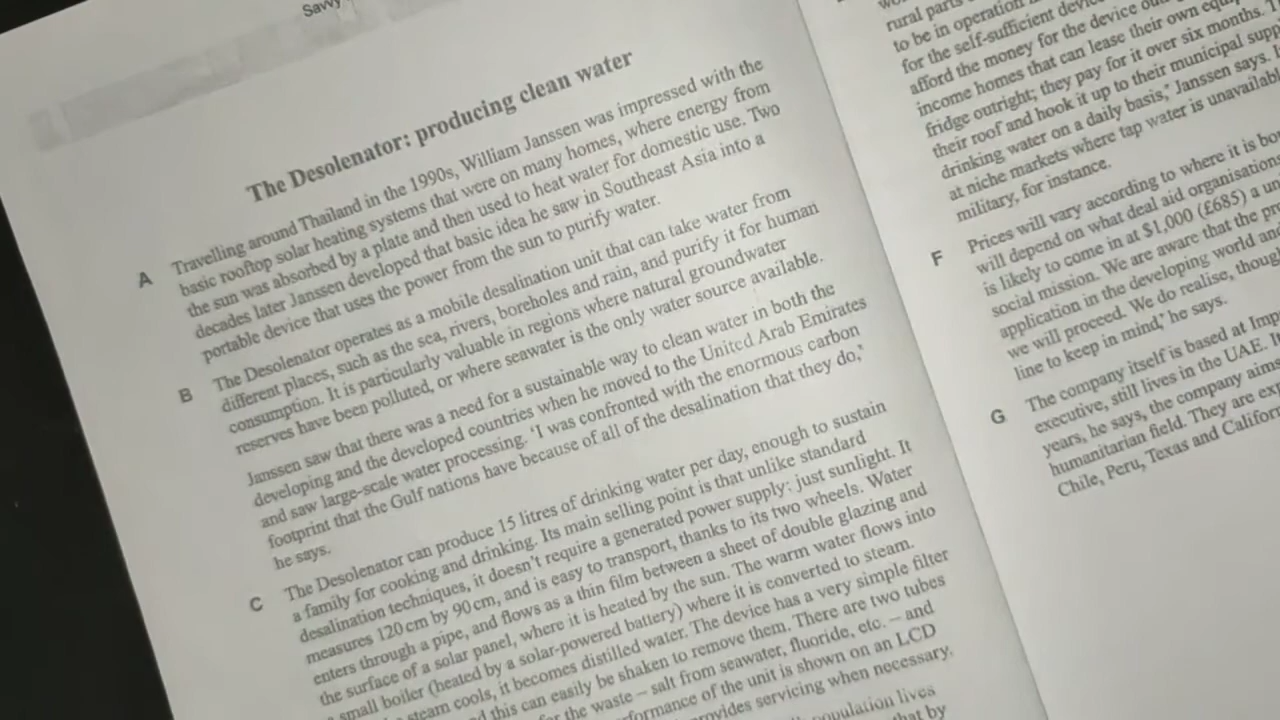 Savvy
The Desolenator: producing clean water
A Travelling around Thailand in the 1990s, William Janssen was impressed with the
basic rooftop solar heating systems that were on many homes, where energy from
the sun was absorbed by a plate and then used to heat water for domestic use. Two
decades later Janssen developed that basic idea he saw in Southeast Asia into a
portable device that uses the power from the sun to purify water.
B The Desolenator operates as a mobile desalination unit that can take water from
different places, such as the sea, rivers, boreholes and rain, and purify it for human
consumption. It is particularly valuable in regions where natural groundwater
reserves have been polluted, or where seawater is the only water source available.
Janssen saw that there was a need for a sustainable way to clean water in both the
developing and the developed countries when he moved to the United Arab Emirates
and saw large-scale water processing. 'I was confronted with the enormous carbon
footprint that the Gulf nations have because of all of the desalination that they do,'
he says.
C The Desolenator can produce 15 litres of drinking water per day, enough to sustain
a family for cooking and drinking. Its main selling point is that unlike standard
desalination techniques, it doesn't require a generated power supply: just sunlight. It
measures 120 cm by 90 cm, and is easy to transport, thanks to its two wheels. Water
enters through a pipe, and flows as a thin film between a sheet of double glazing and
the surface of a solar panel, where it is heated by the sun. The warm water flows into
small boiler (heated by a solar-powered battery) where it is converted to steam.
steam cools, it becomes distilled water. The device has a very simple filter
this can easily be shaken to remove them. There are two tubes
the waste – salt from seawater, fluoride, etc. – and
of the unit is shown on an LCD
provides servicing when necessary.
population lives
that by
rural parts
to be in operation
for the self-sufficient
afford the money for the device
income homes that can lease their own
fridge outright; they pay for it over six months.
their roof and hook it up to their municipal
drinking water on a daily basis,' Janssen says.
at niche markets where tap water is
military, for instance.
F Prices will vary according to where it is
will depend on what deal aid organisations
is likely to come in at $1,000 (£685) a
social mission. We are aware that the
application in the developing world and
we will proceed. We do realise, though
line to keep in mind,' he says.
G The company itself is based at
executive, still lives in the UAE.
years, he says, the company aims
humanitarian field. They are
Chile, Peru, Texas and